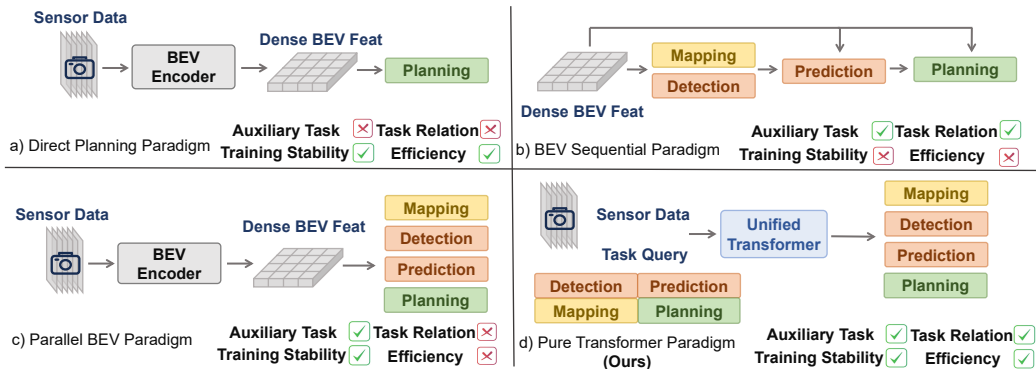 Sensor Data
BEV
Encoder
Dense BEV Feat
Planning
a) Direct Planning Paradigm
Auxiliary Task
Task Relation
Training Stability
Efficiency
Mapping
Detection
Prediction
Planning
Dense BEV Feat
b) BEV Sequential Paradigm
Auxiliary Task
Task Relation
Training Stability
Efficiency
Sensor Data
BEV
Encoder
Dense BEV Feat
Mapping
Detection
Prediction
Planning
c) Parallel BEV Paradigm
Auxiliary Task
Task Relation
Training Stability
Efficiency
Sensor Data
Task Query
Detection
Prediction
Mapping
Planning
Unified
Transformer
Mapping
Detection
Prediction
Planning
d) Pure Transformer Paradigm
(Ours)
Auxiliary Task
Task Relation
Training Stability
Efficiency